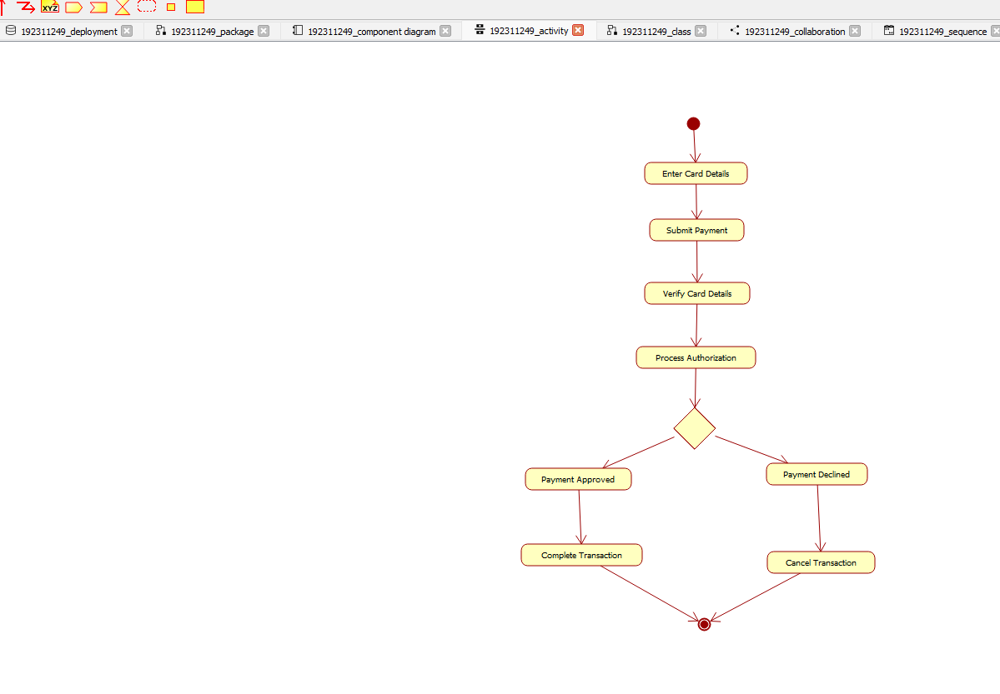 XYZ
192311249_deployment
192311249_package
192311249_component diagram
192311249_activity
192311249_class
192311249_collaboration
192311249_sequence
Enter Card Details
Submit Payment
Verify Card Details
Process Authorization
Payment Approved
Payment Declined
Complete Transaction
Cancel Transaction